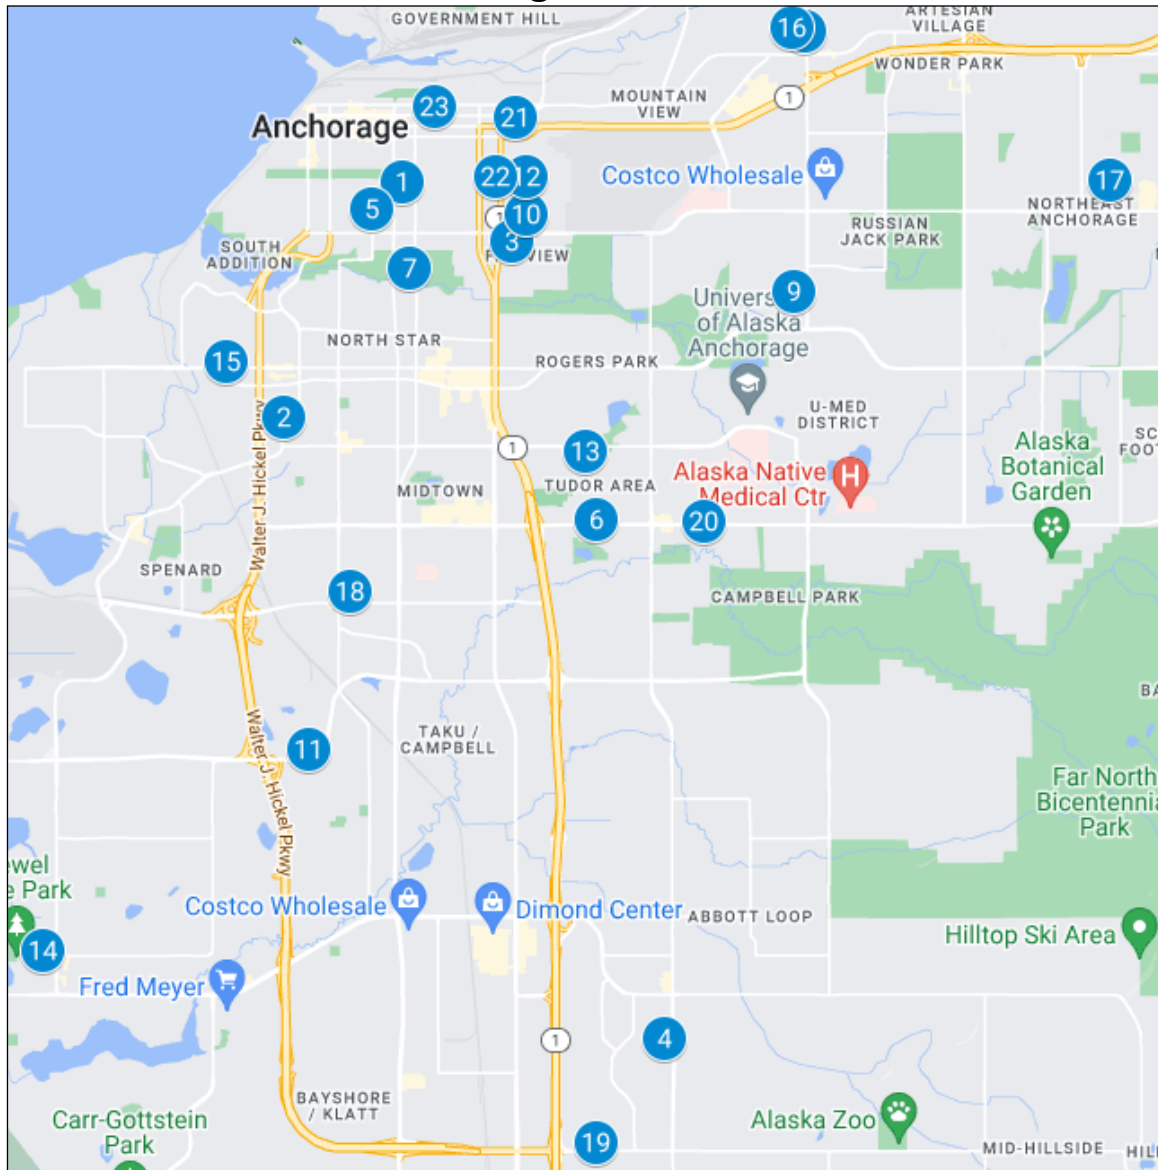 GOVERNMENT HILL
ARTESIAN
VILLAGE
16
WONDER PARK
MOUNTAIN
VIEW
1
23
21
Anchorage
22
12
1
5
1
10
3
Costco Wholesale
17
NORTHEAST
ANCHORAGE
RUSSIAN
JACK PARK
SOUTH
ADDITION
7
9
of Alaska
Anchorage
NORTH STAR
ROGERS PARK
15
2
U-MED
DISTRICT
1
13
Alaska
Botanical
Garden
Alaska Native
Medical Ctr
H
MIDTOWN
TUDOR AREA
6
20
Walter J. Hickel Pkwy
SPENARD
18
CAMPBELL PARK
TAKU /
CAMPBELL
11
Walter J. Hickel Pkwy
Far North
Park
Park
14
Costco Wholesale
Dimond Center
ABBOTT LOOP
Hilltop Ski Area
Fred Meyer
1
4
BAYSHORE
/ KLATT
Carr-Gottstein
Park
Alaska Zoo
19
MID-HILLSIDE